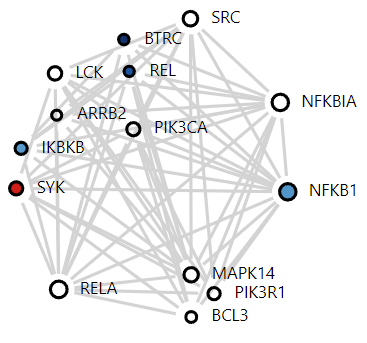 SRC
BTRC
LCK
REL
NFKBIA
ARRB2
PIK3CA
IKBKB
SYK
NFKB1
MAPK14
RELA
PIK3R1
BCL3